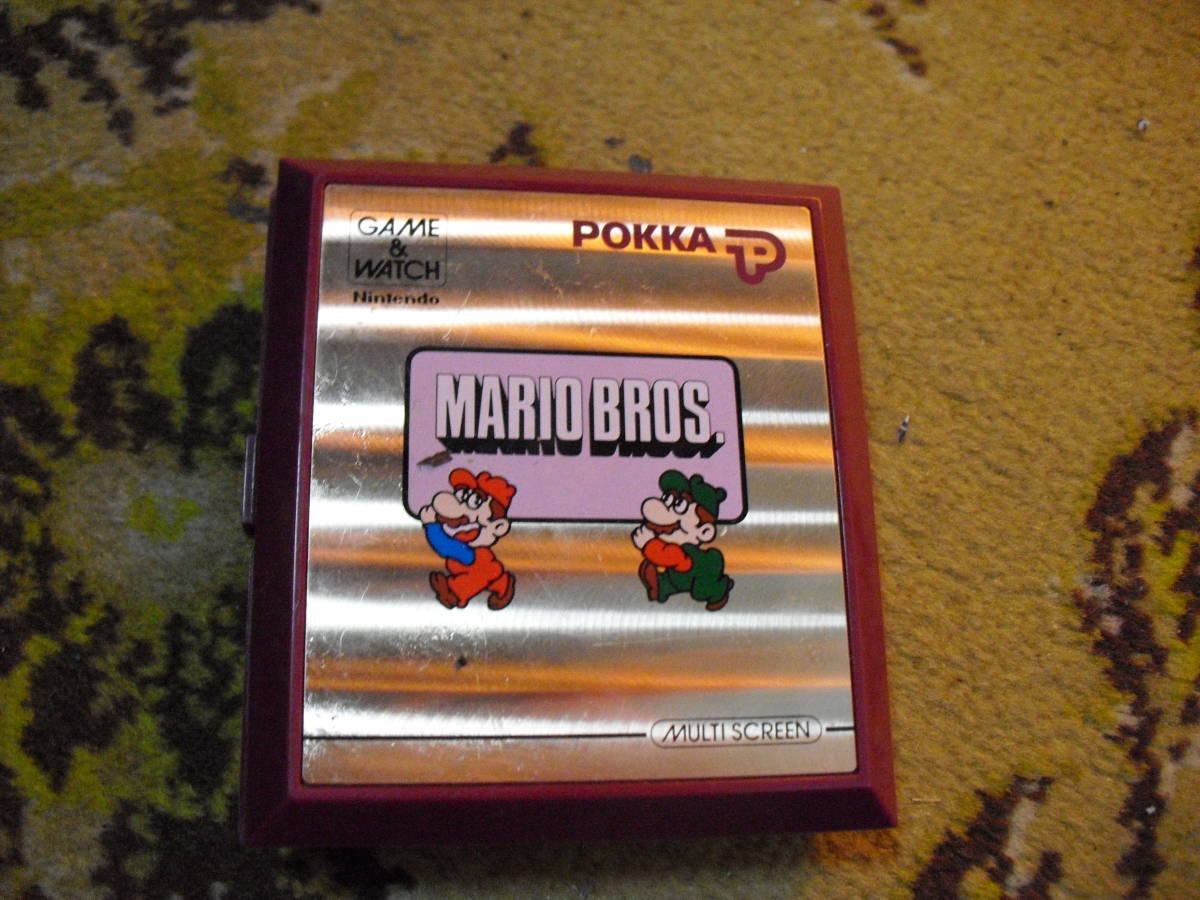 GAME
&
WATCH
Nintendo
POKKA P
MARIO BROS.
MULTI SCREEN